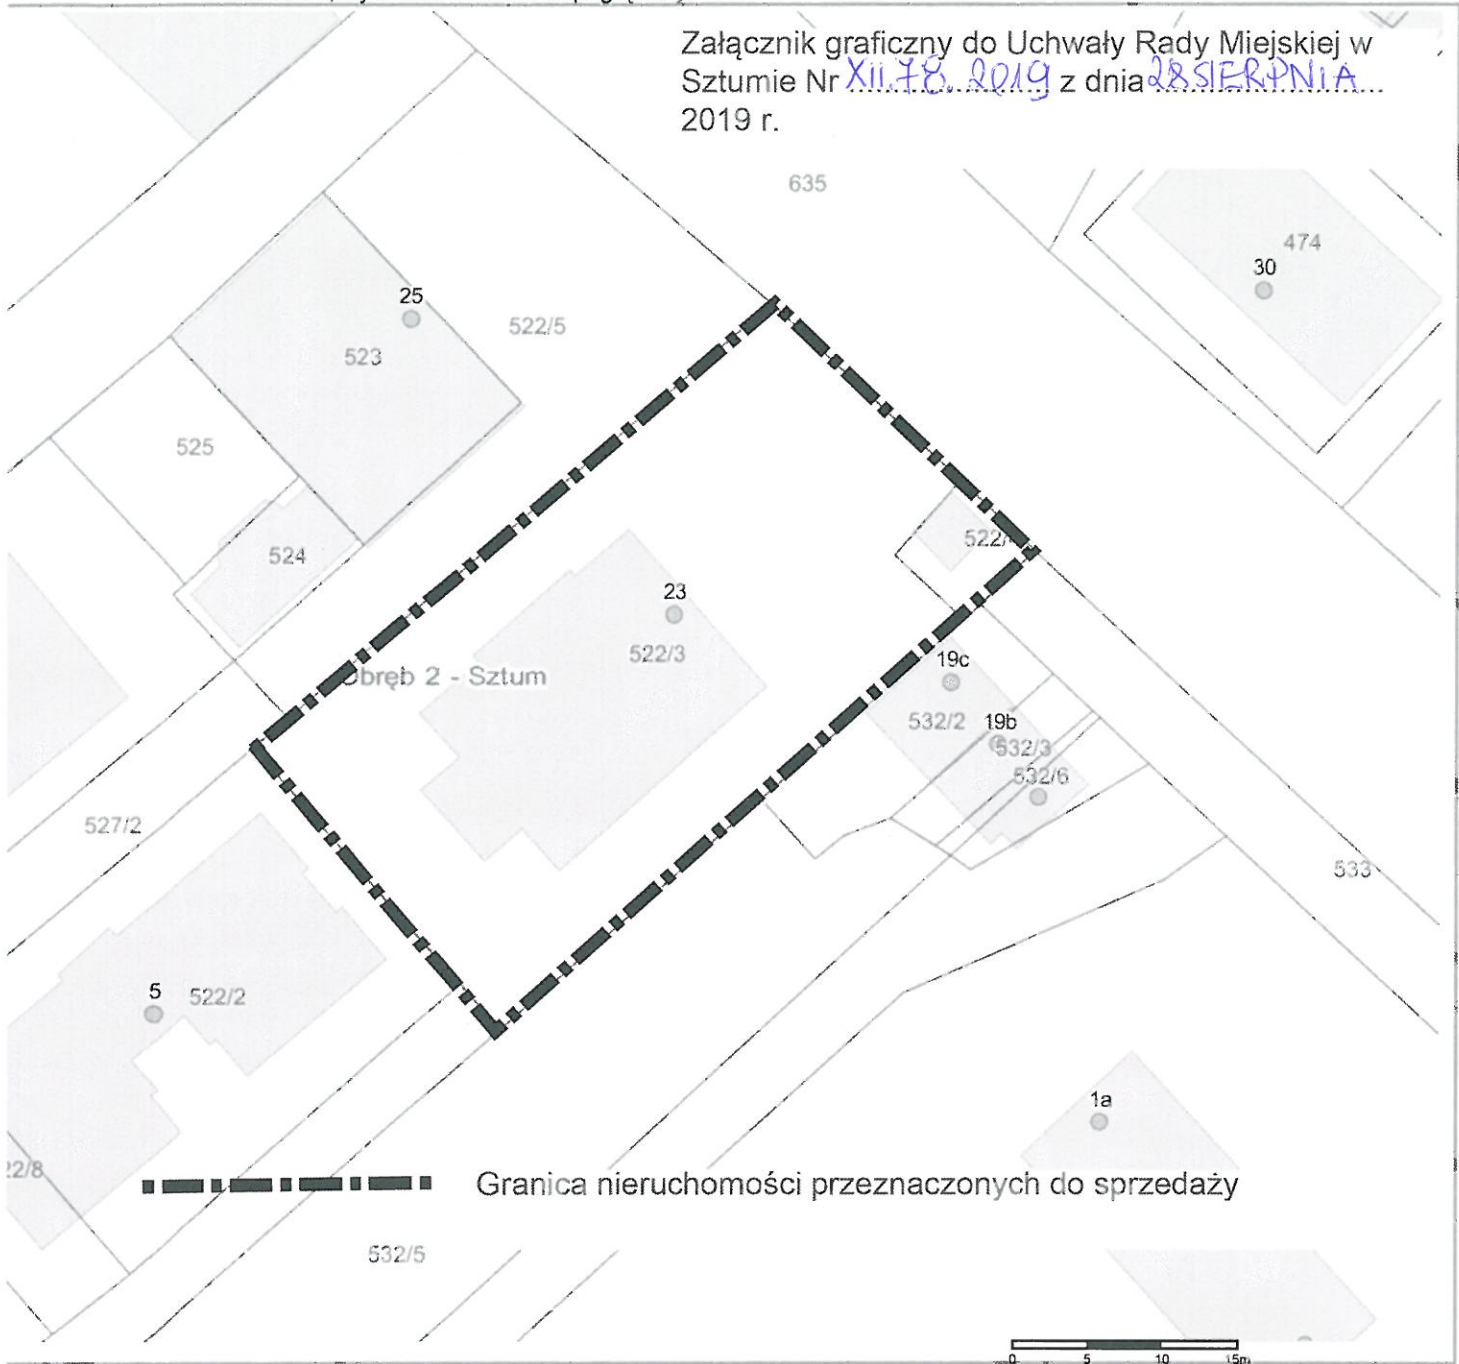 Załącznik graficzny do Uchwały Rady Miejskiej w
Sztumie Nr XII.78.2019 z dnia 28 SIERPNIA
2019 r.
635
474
30
25
522/5
523
525
524
522/
23
522/3
Obręb 2 - Sztum
19c
532/2
19b
532/3
532/6
527/2
533
5
522/2
1a
22/8
Granica nieruchomości przeznaczonych do sprzedaży
532/5
0 5 10 15m